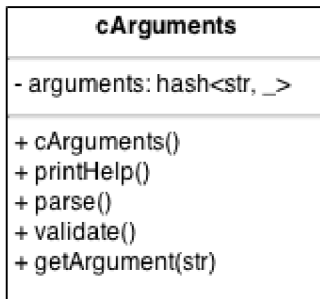 cArguments
- arguments: hash<str, _>
+ cArguments()
+ printHelp()
+ parse()
+ validate()
+ getArgument(str)